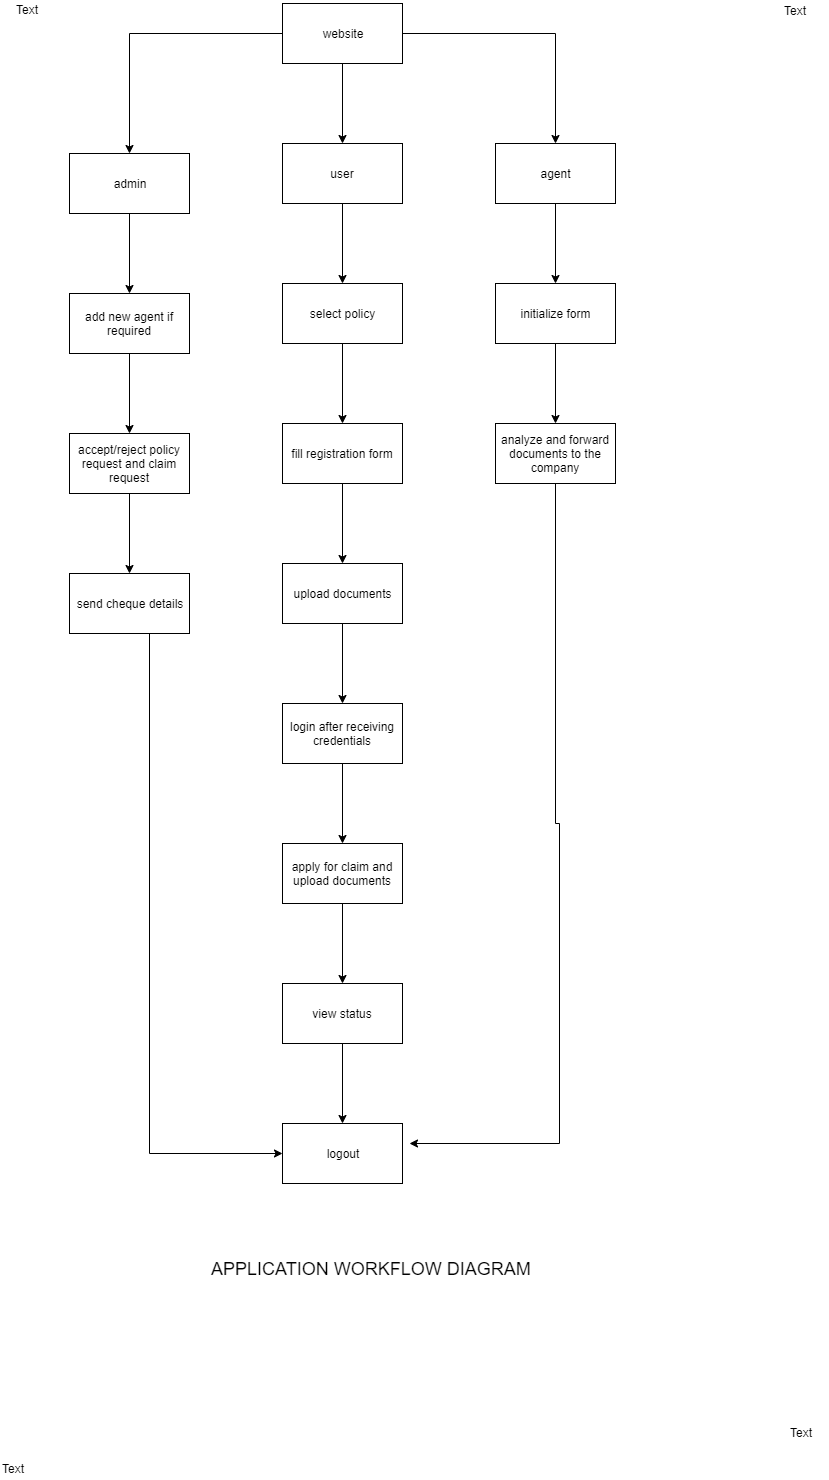 Text
Text
website
admin
user
agent
add new agent if
required
select policy
initialize form
accept/reject policy
request and claim
request
fill registration form
analyze and forward
documents to the
company
send cheque details
upload documents
login after receiving
credentials
apply for claim and
upload documents
view status
logout
APPLICATION WORKFLOW DIAGRAM
Text
Text